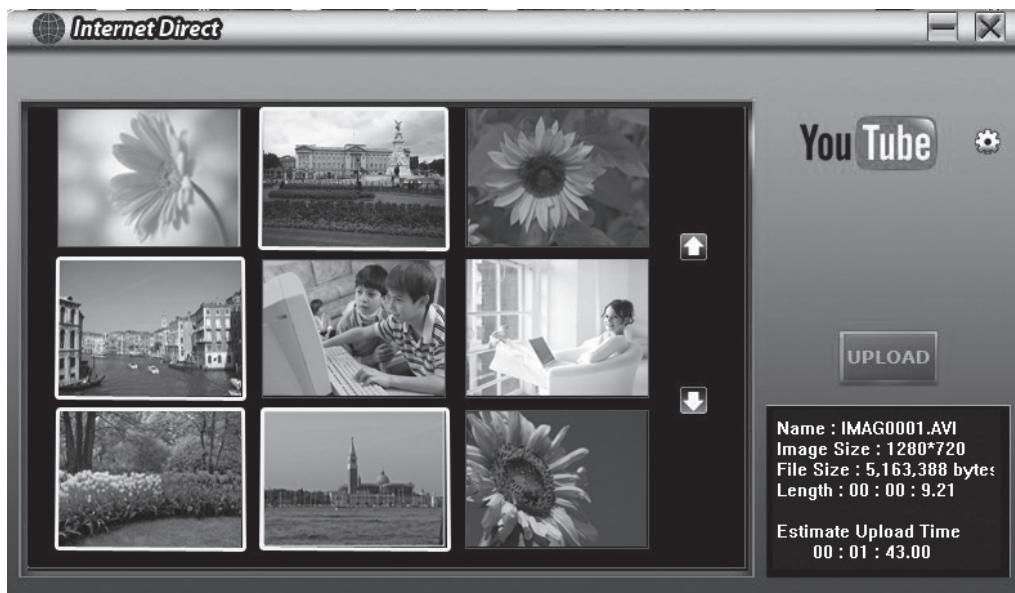 Internet Direct
You Tube
UPLOAD
Name : IMAG0001.AVI
Image Size : 1280*720
File Size : 5,163,388 bytes
Length : 00 : 00 : 9.21
Estimate Upload Time
00 : 01 : 43.00